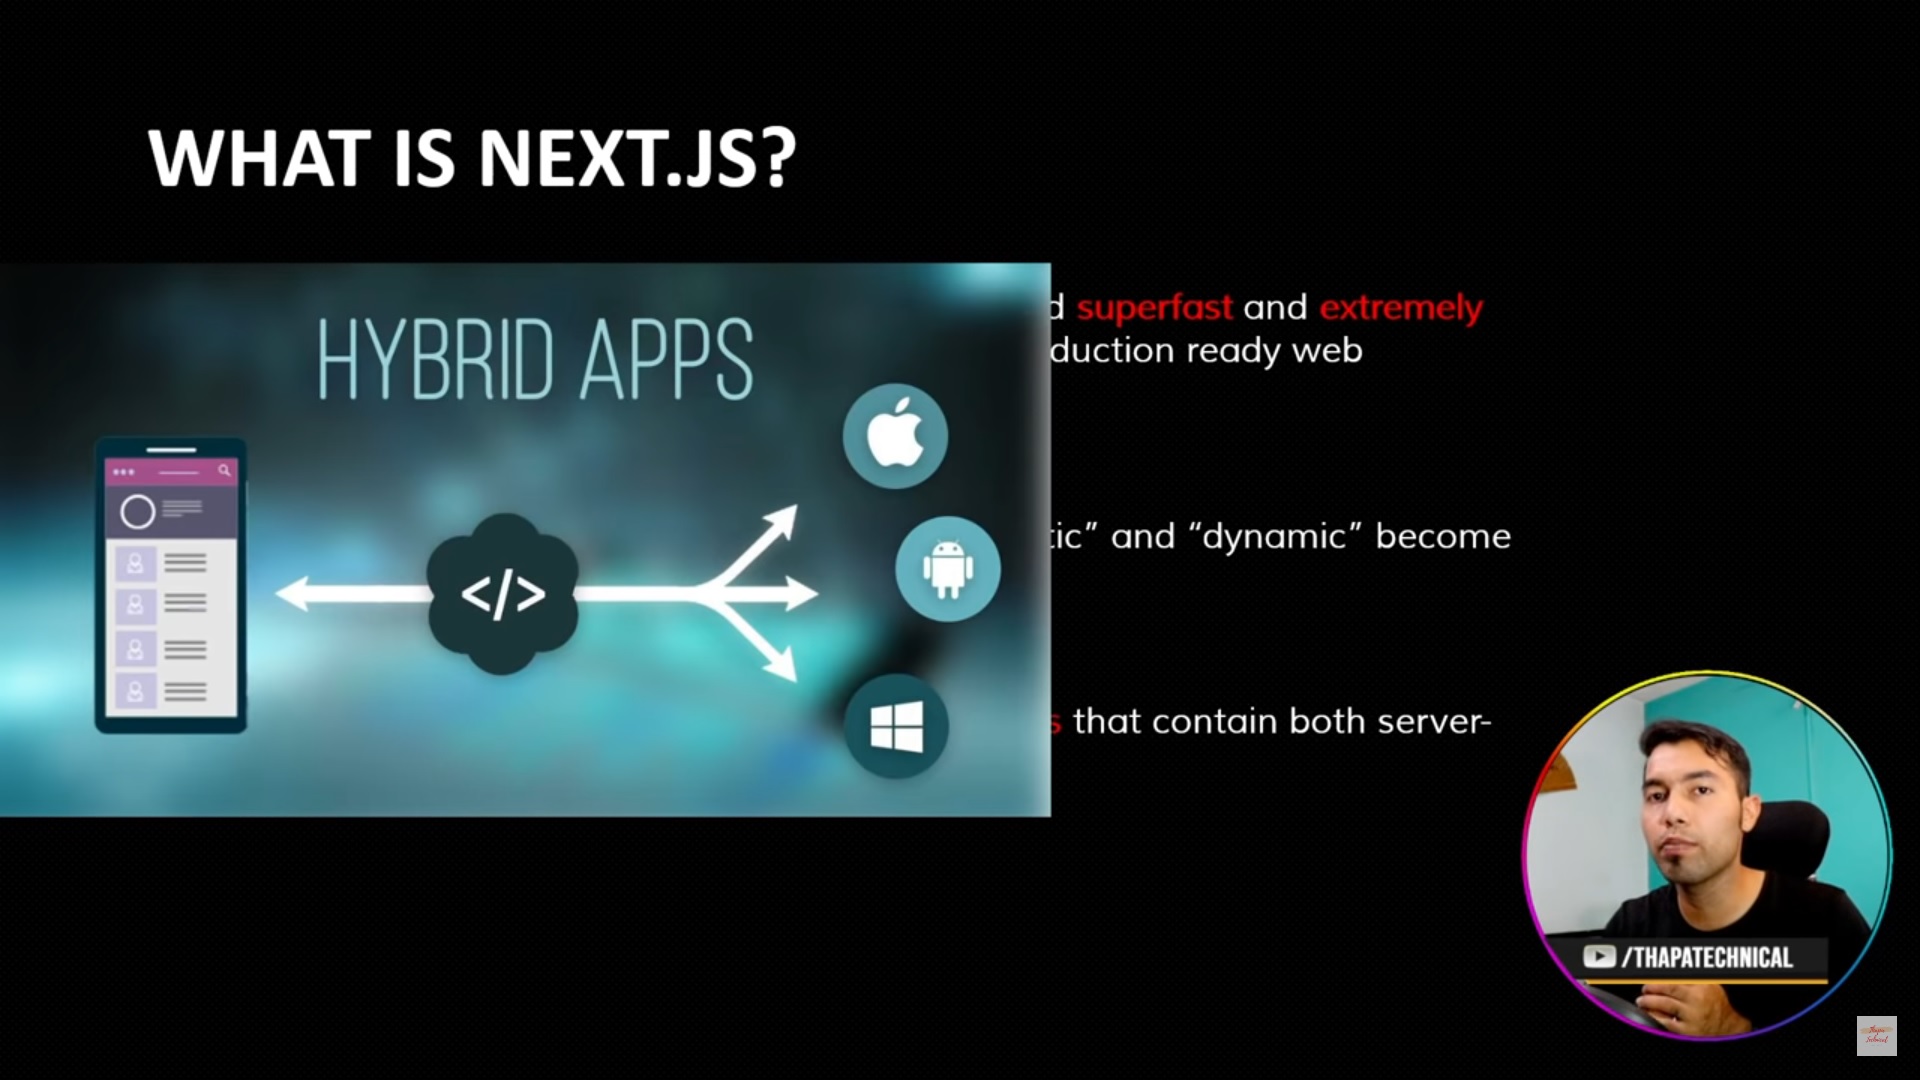 WHAT IS NEXT.JS?
superfast and extremely
duction ready web
HYBRID APPS
</>
tic” and “dynamic” become
s that contain both server-
/THAPATECHNICAL